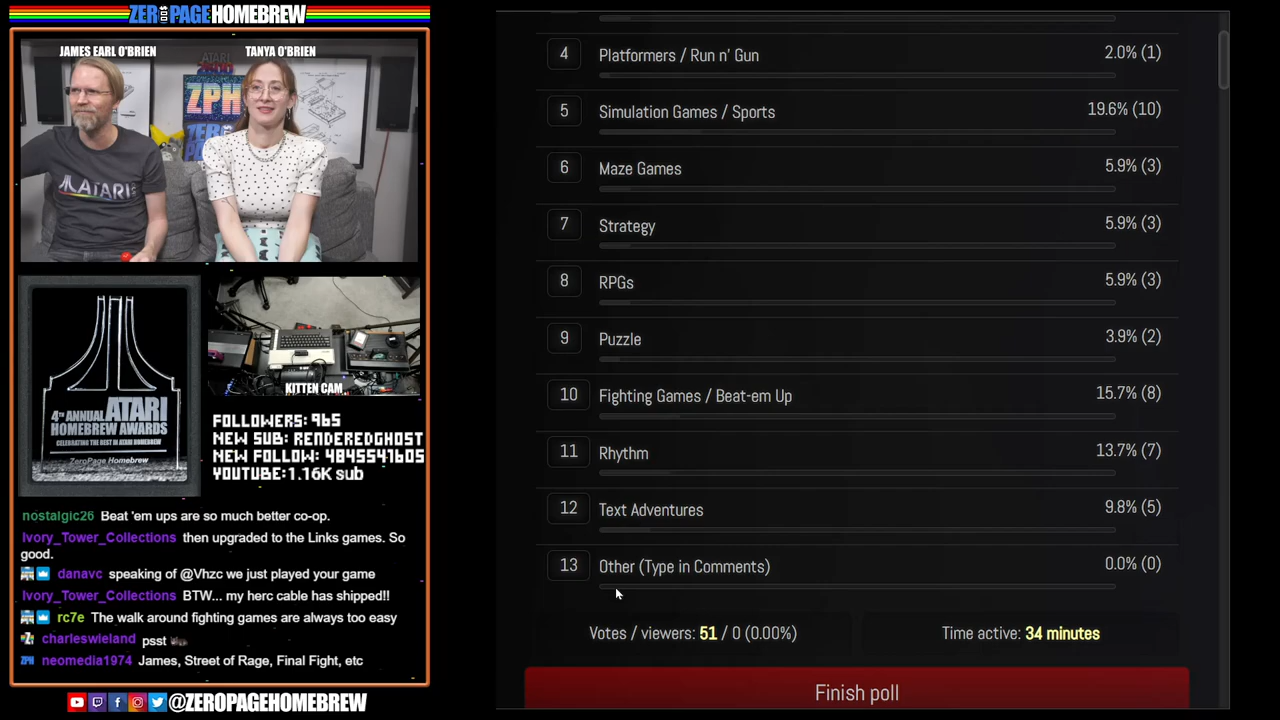 ZEROPAGE HOMEBREW
JAMES EARL O'BRIEN
TANYA O'BRIEN
ATARI
ZPH
ATARI
4TH ANNUAL ATARI
HOMEBREW AWARDS
CELEBRATING THE BEST IN ATARI HOMEBREW
ZeroPage Homebrew
KITTEN CAM
FOLLOWERS: 965
NEW SUB: RENDEREDGHOST
NEW FOLLOW: 4845541605
YOUTUBE: 1.16K sub
nostalgic26 Beat 'em ups are so much better co-op.
Ivory_Tower_Collections then upgraded to the Links games. So
good.
danavc speaking of @Vhzc we just played your game
Ivory_Tower_Collections BTW... my herc cable has shipped!!
rc7e The walk around fighting games are always too easy
charleswieland psst
ZPH neomedia1974 James, Street of Rage, Final Fight, etc
@ZEROPAGEHOMEBREW
4 Platformers / Run n' Gun 2.0% (1)
5 Simulation Games / Sports 19.6% (10)
6 Maze Games 5.9% (3)
7 Strategy 5.9% (3)
8 RPGs 5.9% (3)
9 Puzzle 3.9% (2)
10 Fighting Games / Beat-em Up 15.7% (8)
11 Rhythm 13.7% (7)
12 Text Adventures 9.8% (5)
13 Other (Type in Comments) 0.0% (0)
Votes / viewers: 51 / 0 (0.00%) Time active: 34 minutes
Finish poll